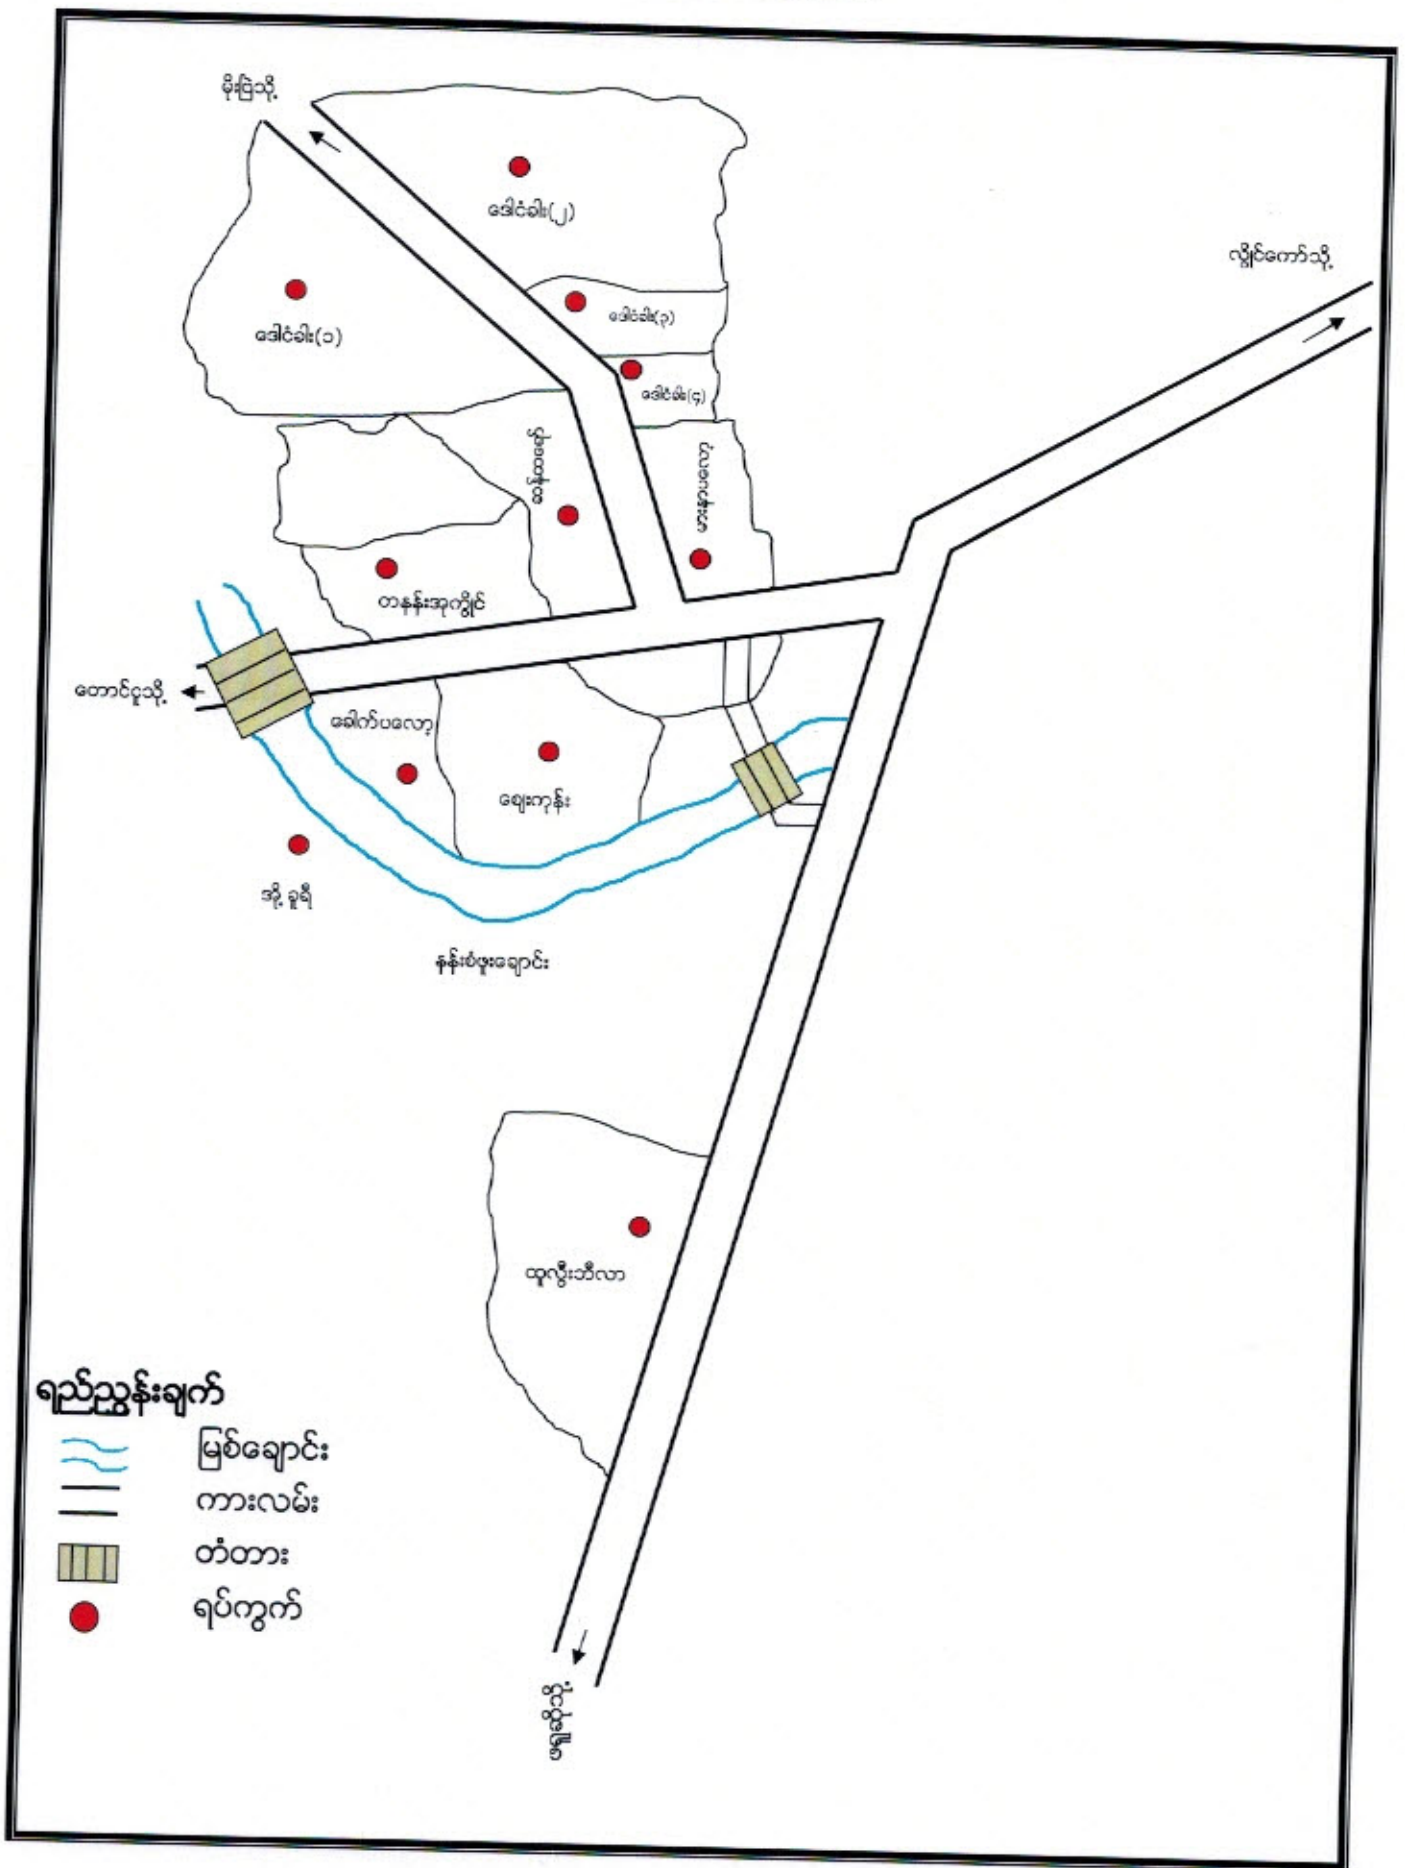 မိုးဗြဲသို့
ဒေါငံခါး(၂)
လွိုင်ကော်သို့
ဒေါငံခါး(၃)
ဒေါငံခါး(၁)
ဒေါငံခါး(၄)
တနန်းအုကွိုင်
တောင်ငူသို့
ခေါက်ပလော့
ဈေးကုန်း
အို့ခူရီ
နန်းစံဖူးချောင်း
ထူလွီးဘီလာ
ရည်ညွှန်းချက်
မြစ်ချောင်း
ကားလမ်း
တံတား
ရပ်ကွက်